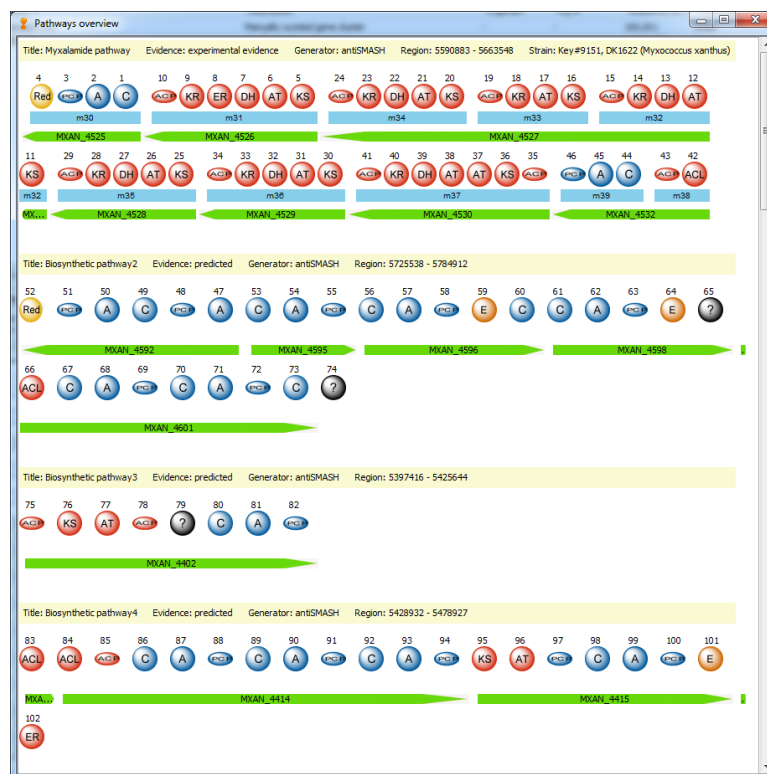 Pathways overview
Title: Myxalamide pathway Evidence: experimental evidence Generator: antiSMASH Region: 5590883 - 5663548 Strain: Key#9151, DK1622 (Myxococcus xanthus)
4 3 2 1 10 9 8 7 6 5 24 23 22 21 20 19 18 17 16 15 14 13 12
Red PCP A C ACP KR ER DH AT KS ACP KR DH AT KS ACP KR AT KS ACP KR DH AT
m30 m31 m34 m33 m32
MXAN_4525 MXAN_4526 MXAN_4527
11 29 28 27 26 25 34 33 32 31 30 41 40 39 38 37 36 35 46 45 44 43 42
KS ACP KR DH AT KS ACP KR DH AT KS ACP KR DH AT AT KS ACP PCP A C ACP ACL
m32 m35 m36 m37 m39 m38
MX... MXAN_4528 MXAN_4529 MXAN_4530 MXAN_4532
Title: Biosynthetic pathway2 Evidence: predicted Generator: antiSMASH Region: 5725538 - 5784912
52 51 50 49 48 47 53 54 55 56 57 58 59 60 61 62 63 64 65
Red PCP A C PCP A C A PCP C A PCP E C C A PCP E ?
MXAN_4592 MXAN_4595 MXAN_4596 MXAN_4598
66 67 68 69 70 71 72 73 74
ACL C A PCP C A PCP C ?
MXAN_4601
Title: Biosynthetic pathway3 Evidence: predicted Generator: antiSMASH Region: 5397416 - 5425644
75 76 77 78 79 80 81 82
ACP KS AT ACP ? C A PCP
MXAN_4402
Title: Biosynthetic pathway4 Evidence: predicted Generator: antiSMASH Region: 5428932 - 5478927
83 84 85 86 87 88 89 90 91 92 93 94 95 96 97 98 99 100 101
ACL ACL ACP C A PCP C A PCP C A PCP KS AT PCP C A PCP E
MXA... MXAN_4414 MXAN_4415
102
ER